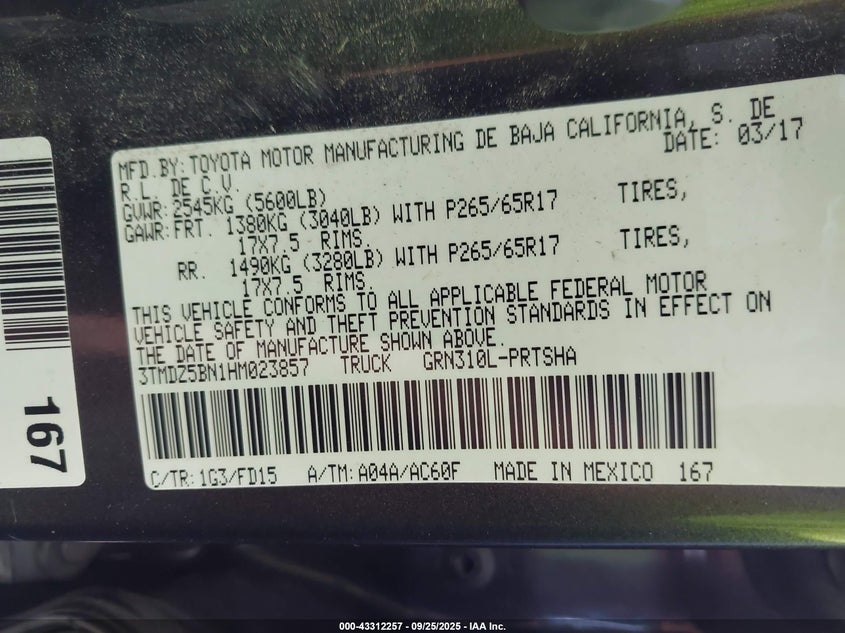 MFD.BY:TOYOTA MOTOR MANUFACTURING DE BAJA CALIFORNIA, S. DE
R.L. DE C.V. DATE: 03/17
GVWR:2545KG (5600LB)
GAWR:FRT. 1380KG (3040LB) WITH P265/65R17 TIRES,
17X7.5 RIMS.
RR. 1490KG (3280LB) WITH P265/65R17 TIRES,
17X7.5 RIMS.
THIS VEHICLE CONFORMS TO ALL APPLICABLE FEDERAL MOTOR
VEHICLE SAFETY AND THEFT PREVENTION STANDARDS IN EFFECT ON
THE DATE OF MANUFACTURE SHOWN ABOVE.
3TMDZ5BN1HM023857 TRUCK GRN310L-PRTSHA
C/TR:1G3/FD15 A/TM:A04A/AC60F MADE IN MEXICO 167
167
000-43312257 - 09/25/2025 - IAA Inc.